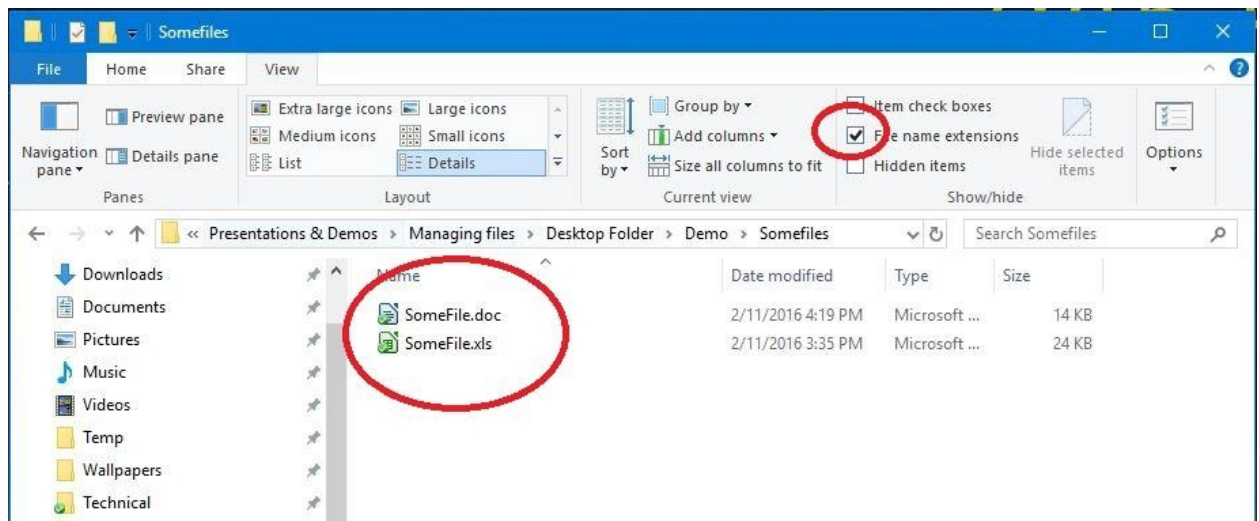 Somefiles
File Home Share View
Preview pane
Details pane
Navigation pane
Panes
Extra large icons Large icons
Medium icons Small icons
List Details
Layout
Sort by
Group by
Add columns
Size all columns to fit
Current view
Item check boxes
File name extensions
Hidden items
Hide selected items
Show/hide
Options
« Presentations & Demos > Managing files > Desktop Folder > Demo > Somefiles
Search Somefiles
Name Date modified Type Size
SomeFile.doc 2/11/2016 4:19 PM Microsoft ... 14 KB
SomeFile.xls 2/11/2016 3:35 PM Microsoft ... 24 KB
Downloads
Documents
Pictures
Music
Videos
Temp
Wallpapers
Technical